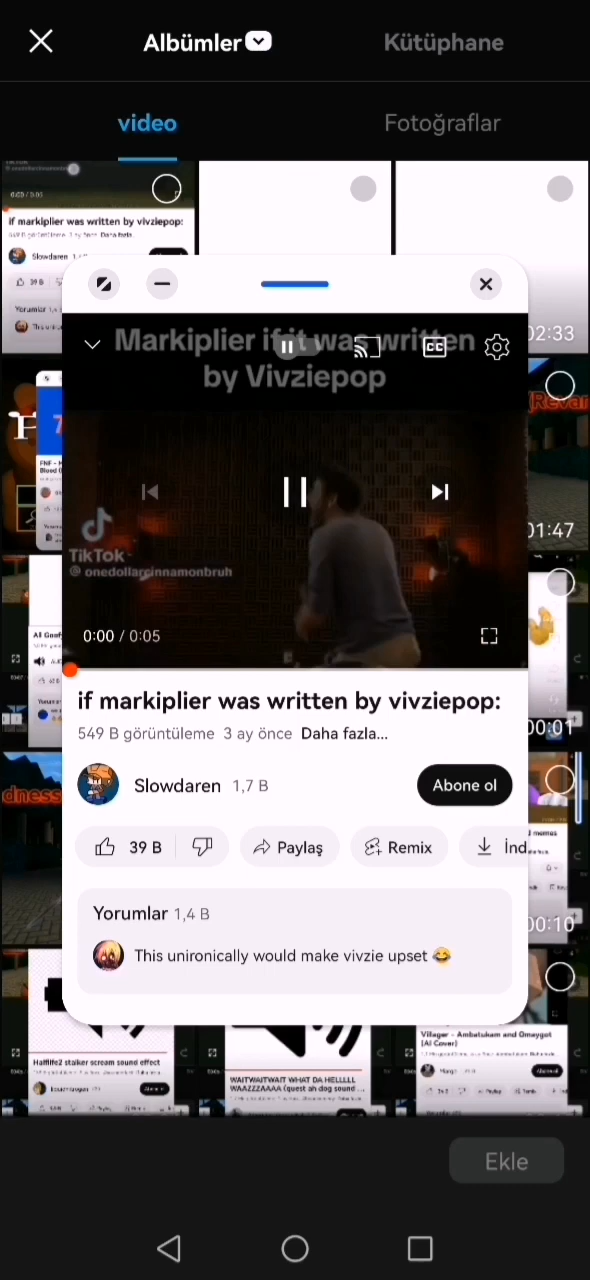 Albümler
Kütüphane
video
Fotoğraflar
if markiplier was written by vivziepop:
Slowdaren
39 B
Yorumlar
02:33
Markiplier if it was written
by Vivziepop
CC
TikTok
@ onedollarcinnamonbruh
0:00 / 0:05
01:47
if markiplier was written by vivziepop:
549 B görüntüleme 3 ay önce Daha fazla...
00:01
Slowdaren 1,7 B
Abone ol
39 B
Paylaş
Remix
İnd
Yorumlar 1,4 B
This unironically would make vivzie upset 😂
dness
00:10
Halflife2 stalker scream sound effect
WAITWAITWAIT WHAT DA HELLLLL
WAAZZZAAAA (quest ah dog sound ...
Villager - Ambatukam and Omaygot
(AI Cover)
Ekle